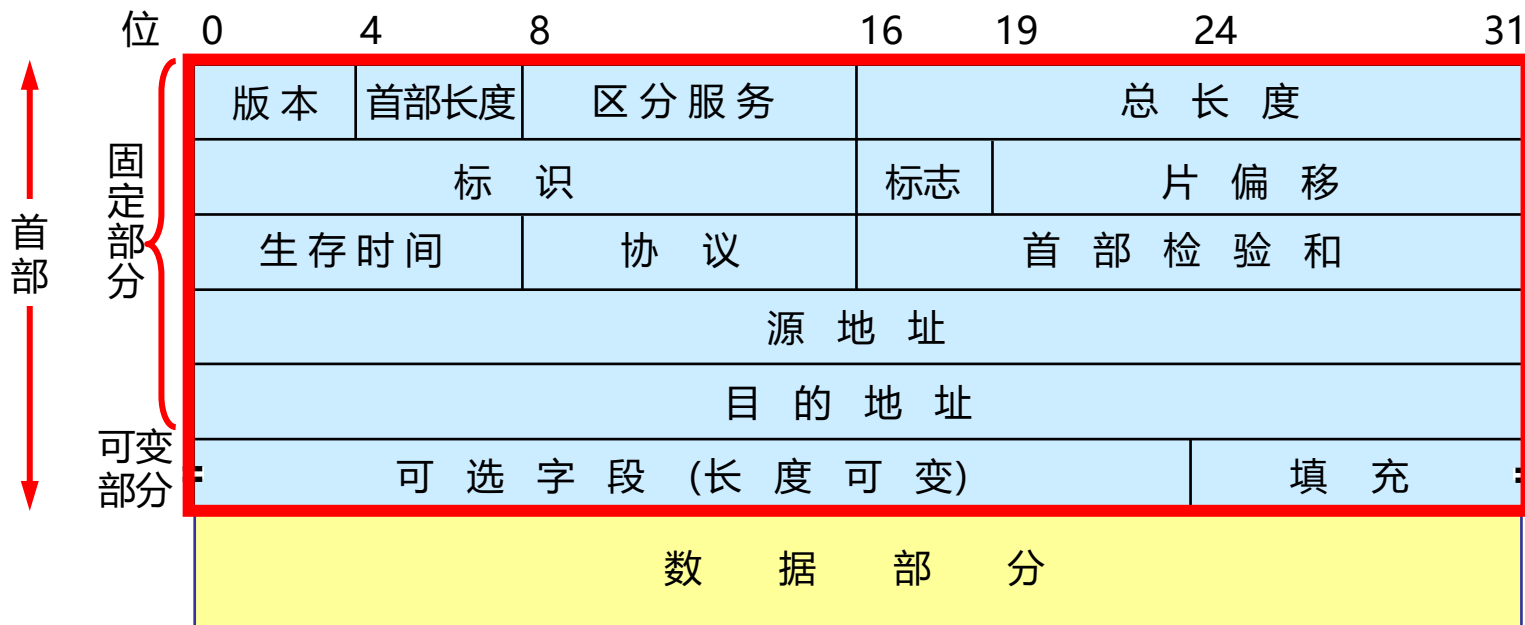 位 0 4 8 16 19 24 31
版本 首部长度 区分服务 总长度
标识 标志 片偏移
生存时间 协议 首部检验和
源地址
目的地址
可选字段 (长度可变) 填充
数据部分
首部
固定部分
可变部分